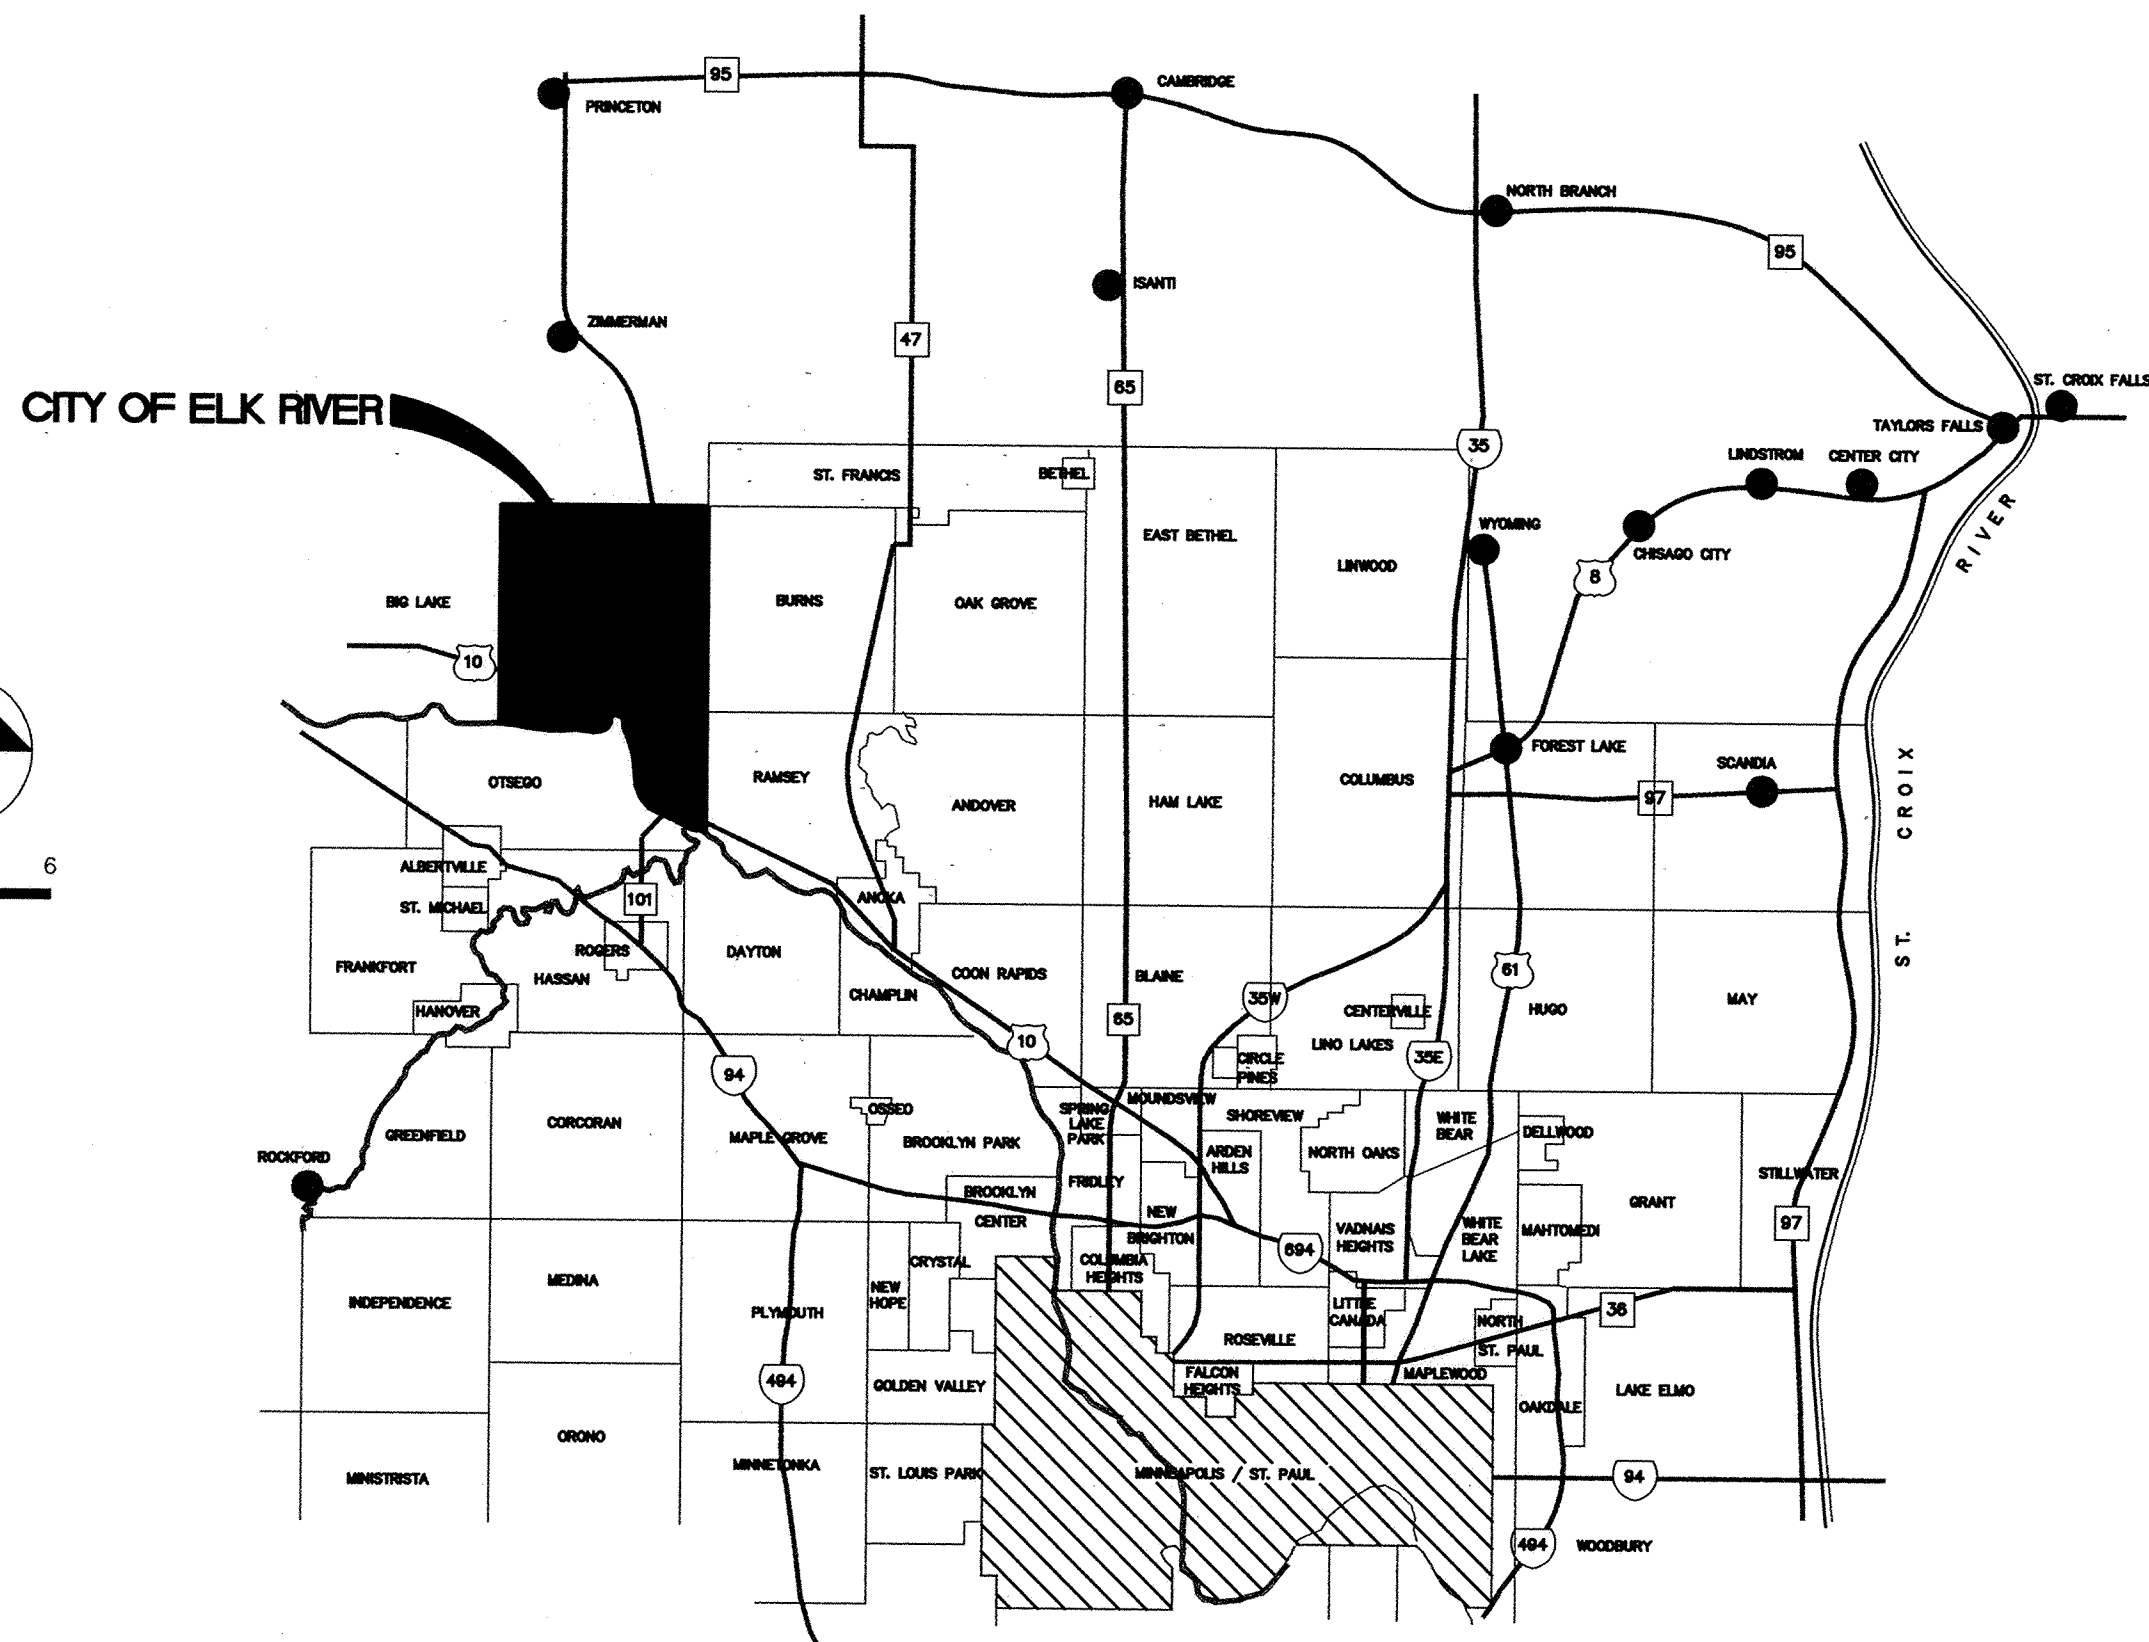 95
CAMBRIDGE
PRINCETON
NORTH BRANCH
95
ISANTI
ZIMMERMAN
47
65
ST. CROIX FALLS
CITY OF ELK RIVER
TAYLORS FALLS
35
LINDSTROM
CENTER CITY
ST. FRANCIS
BETHEL
WYOMING
EAST BETHEL
CHISAGO CITY
LINWOOD
8
BIG LAKE
BURNS
OAK GROVE
10
FOREST LAKE
SCANDIA
OTSEGO
RAMSEY
COLUMBUS
ANDOVER
HAM LAKE
97
ST. CROIX RIVER
6
ALBERTVILLE
101
ANOKA
ST. MICHAEL
ROGERS
DAYTON
FRANKFORT
HASSAN
COON RAPIDS
BLAINE
61
CHAMPLIN
35W
MAY
HANOVER
CENTERVILLE
HUGO
65
10
LINO LAKES
CIRCLE
PINES
35E
94
MOUNDSVIEW
OSSEO
SPRING
LAKE
PARK
SHOREVIEW
WHITE
BEAR
CORCORAN
GREENFIELD
MAPLE GROVE
BROOKLYN PARK
DELLWOOD
ARDEN
HILLS
NORTH OAKS
ROCKFORD
STILLWATER
FRIDLEY
BROOKLYN
CENTER
GRANT
NEW
BRIGHTON
VADNAIS
HEIGHTS
WHITE
BEAR
LAKE
MAHTOMEDI
97
694
CRYSTAL
COLUMBIA
HEIGHTS
MEDINA
NEW
HOPE
INDEPENDENCE
PLYMOUTH
LITTLE
CANADA
36
NORTH
ST. PAUL
ROSEVILLE
494
GOLDEN VALLEY
FALCON
HEIGHTS
MAPLEWOOD
LAKE ELMO
OAKDALE
ORONO
MINNETONKA
ST. LOUIS PARK
MINNEAPOLIS / ST. PAUL
94
MINISTRISTA
494
WOODBURY